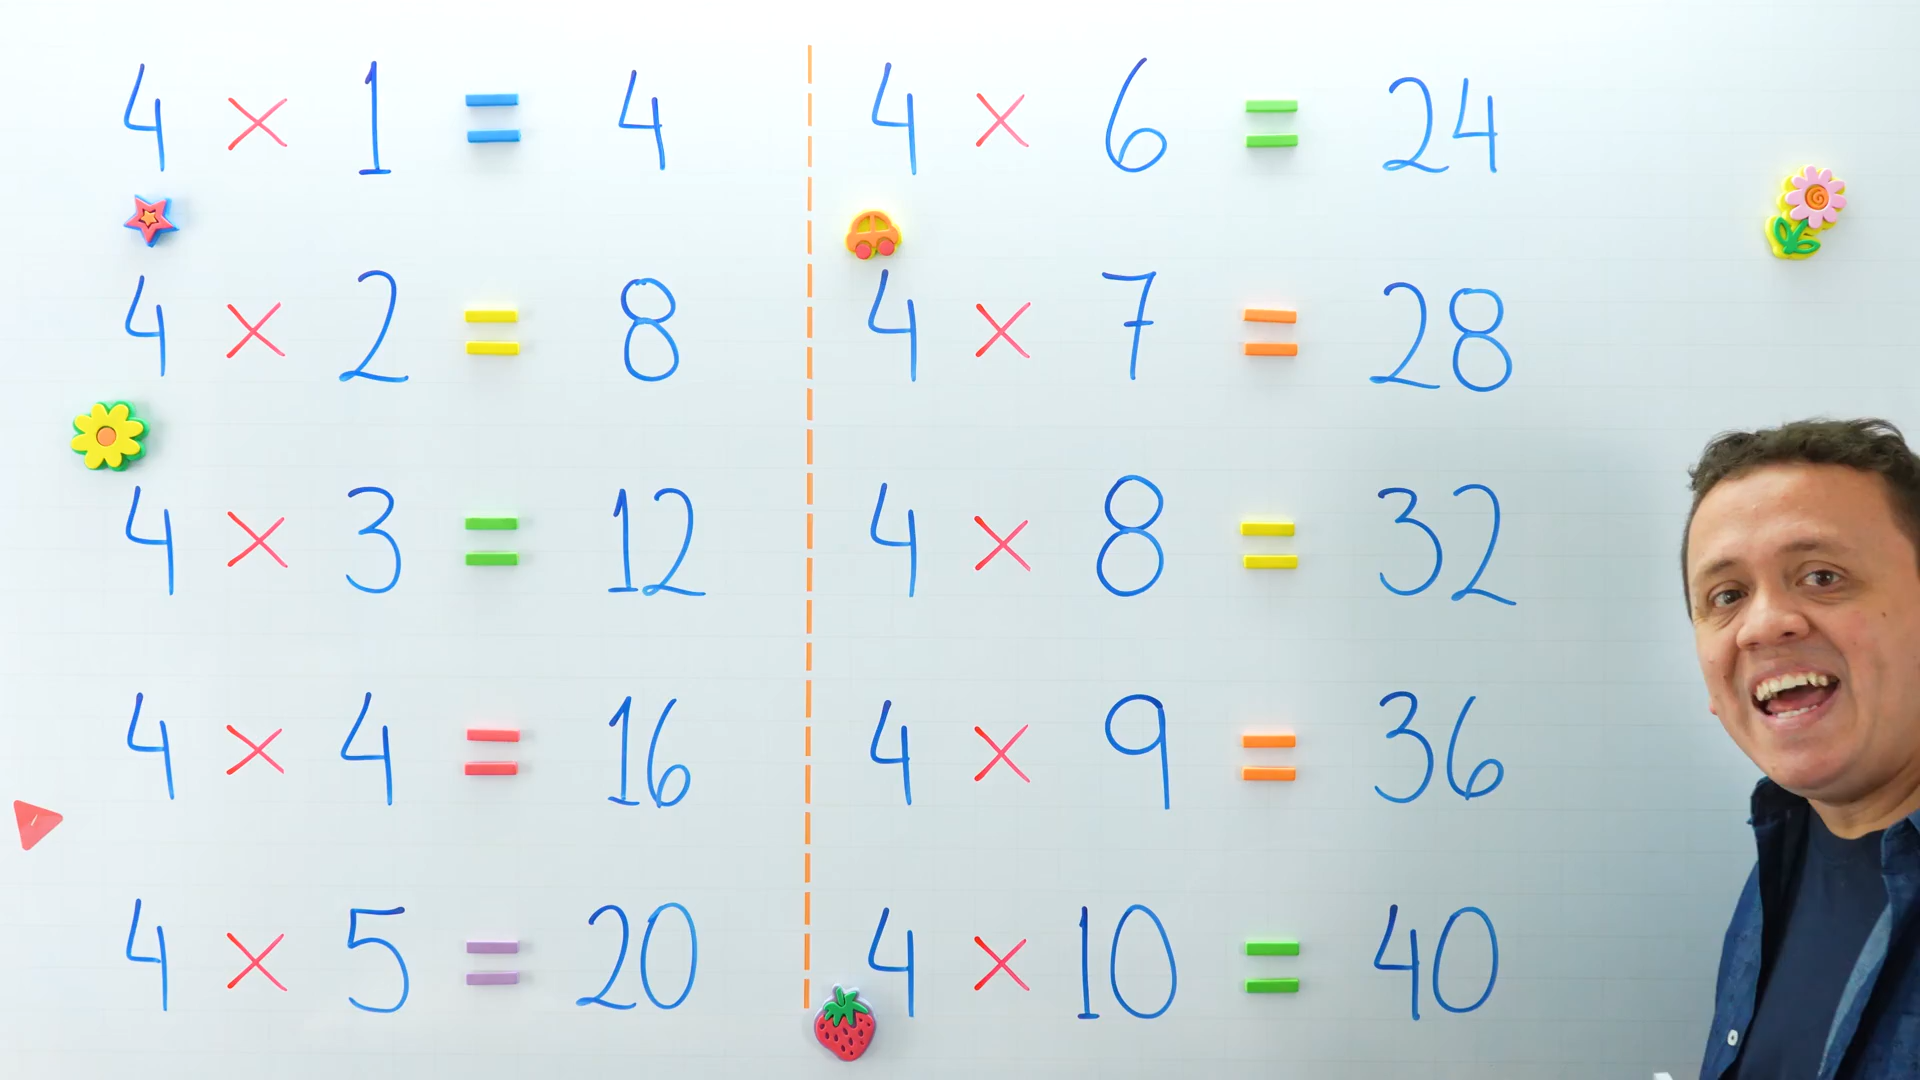 4 × 1 = 4
4 × 2 = 8
4 × 3 = 12
4 × 4 = 16
4 × 5 = 20
4 × 6 = 24
4 × 7 = 28
4 × 8 = 32
4 × 9 = 36
4 × 10 = 40